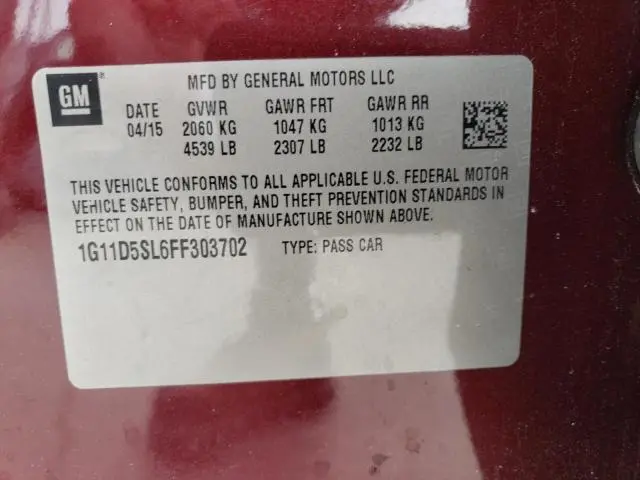 GM
®
MFD BY GENERAL MOTORS LLC
DATE GVWR GAWR FRT GAWR RR
04/15 2060 KG 1047 KG 1013 KG
4539 LB 2307 LB 2232 LB
THIS VEHICLE CONFORMS TO ALL APPLICABLE U.S. FEDERAL MOTOR
VEHICLE SAFETY, BUMPER, AND THEFT PREVENTION STANDARDS IN
EFFECT ON THE DATE OF MANUFACTURE SHOWN ABOVE.
1G11D5SL6FF303702 TYPE: PASS CAR